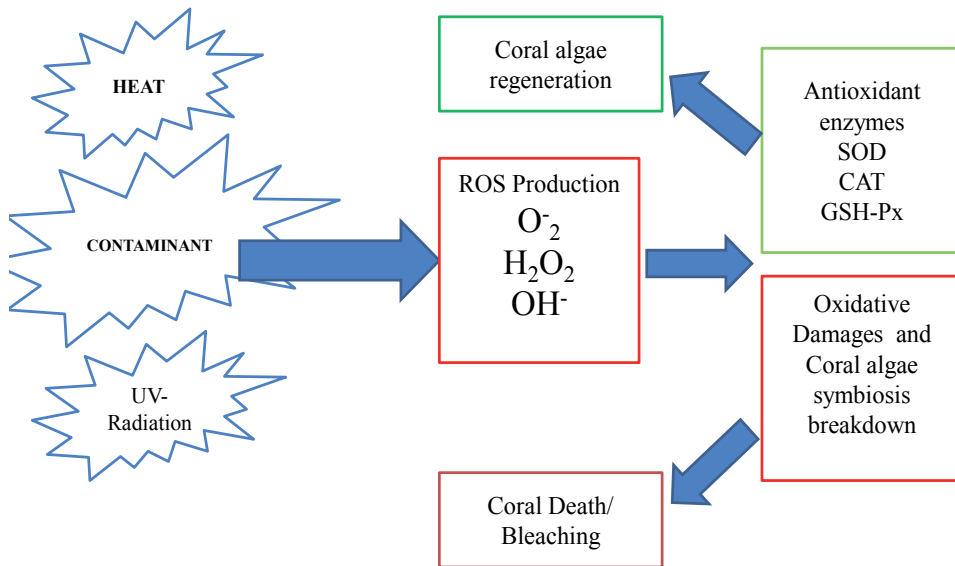 HEAT
CONTAMINANT
UV-
Radiation
Coral algae
regeneration
ROS Production
O⁻₂
H₂O₂
OH⁻
Antioxidant
enzymes
SOD
CAT
GSH-Px
Oxidative
Damages and
Coral algae
symbiosis
breakdown
Coral Death/
Bleaching